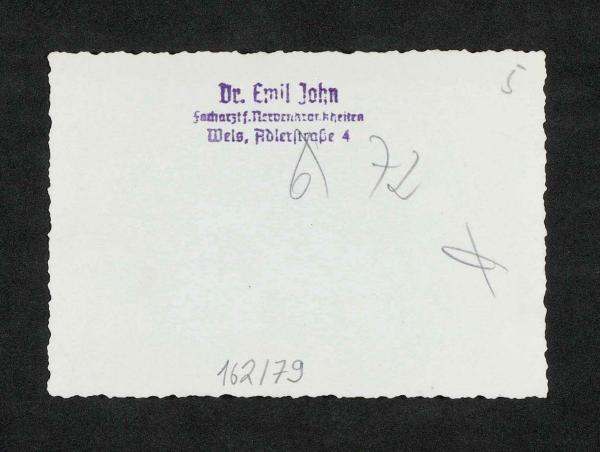 5
Dr. Emil John
Facharzt f. Nervenkrankheiten
Wels, Adlerstraße 4
6 72
162/79